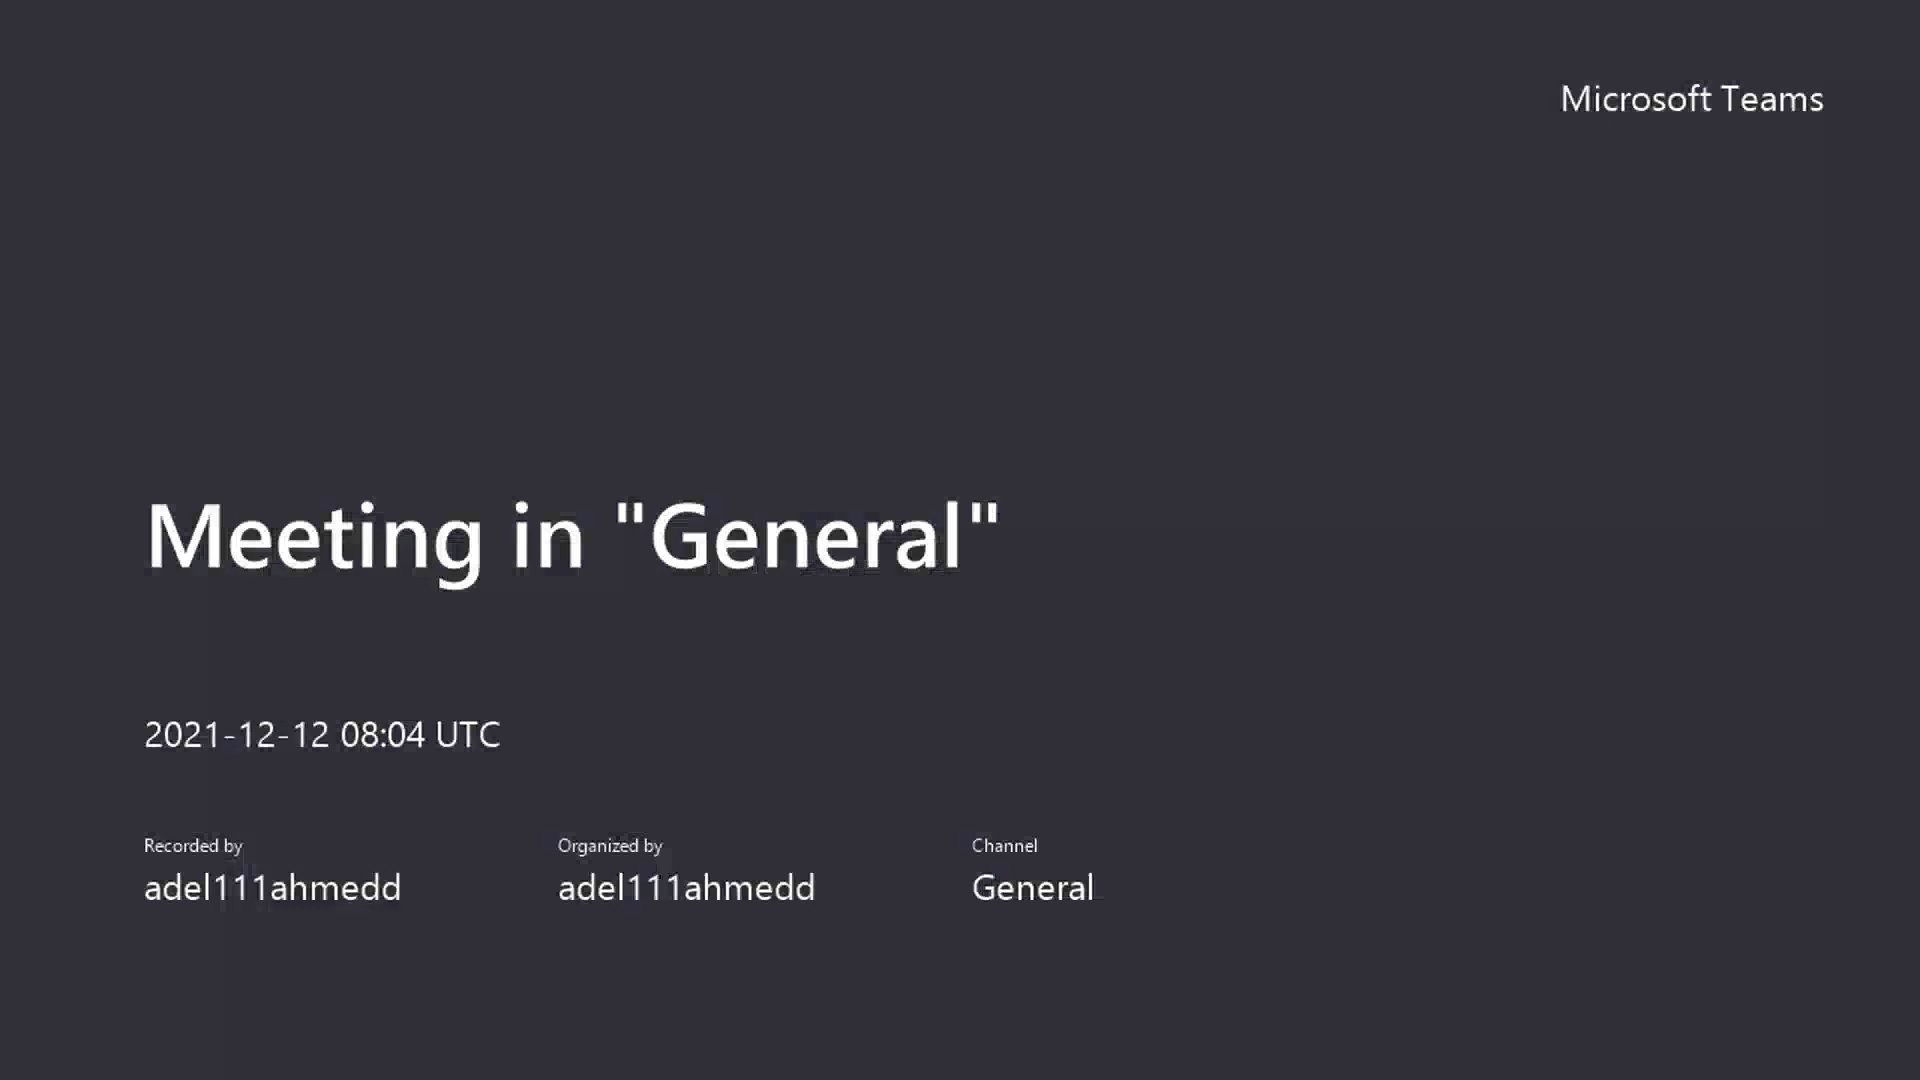 Microsoft Teams
Meeting in "General"
2021-12-12 08:04 UTC
Recorded by
adel111ahmedd
Organized by
adel111ahmedd
Channel
General